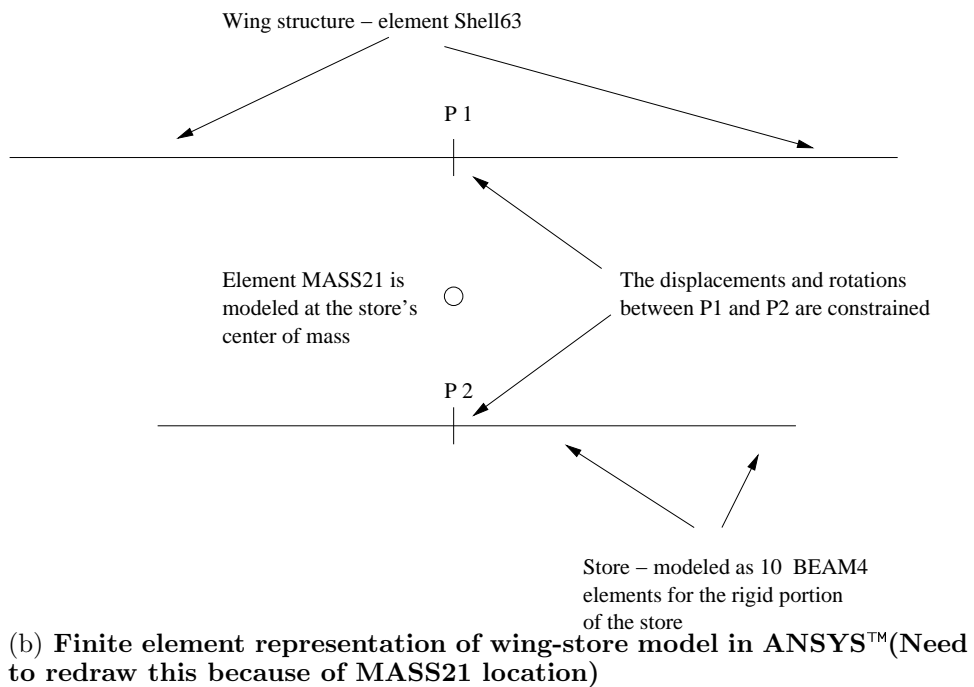 Wing structure – element Shell63
P 1
Element MASS21 is
modeled at the store's
center of mass
The displacements and rotations
between P1 and P2 are constrained
P 2
Store – modeled as 10 BEAM4
elements for the rigid portion
of the store
(b) Finite element representation of wing-store model in ANSYS™(Need
to redraw this because of MASS21 location)